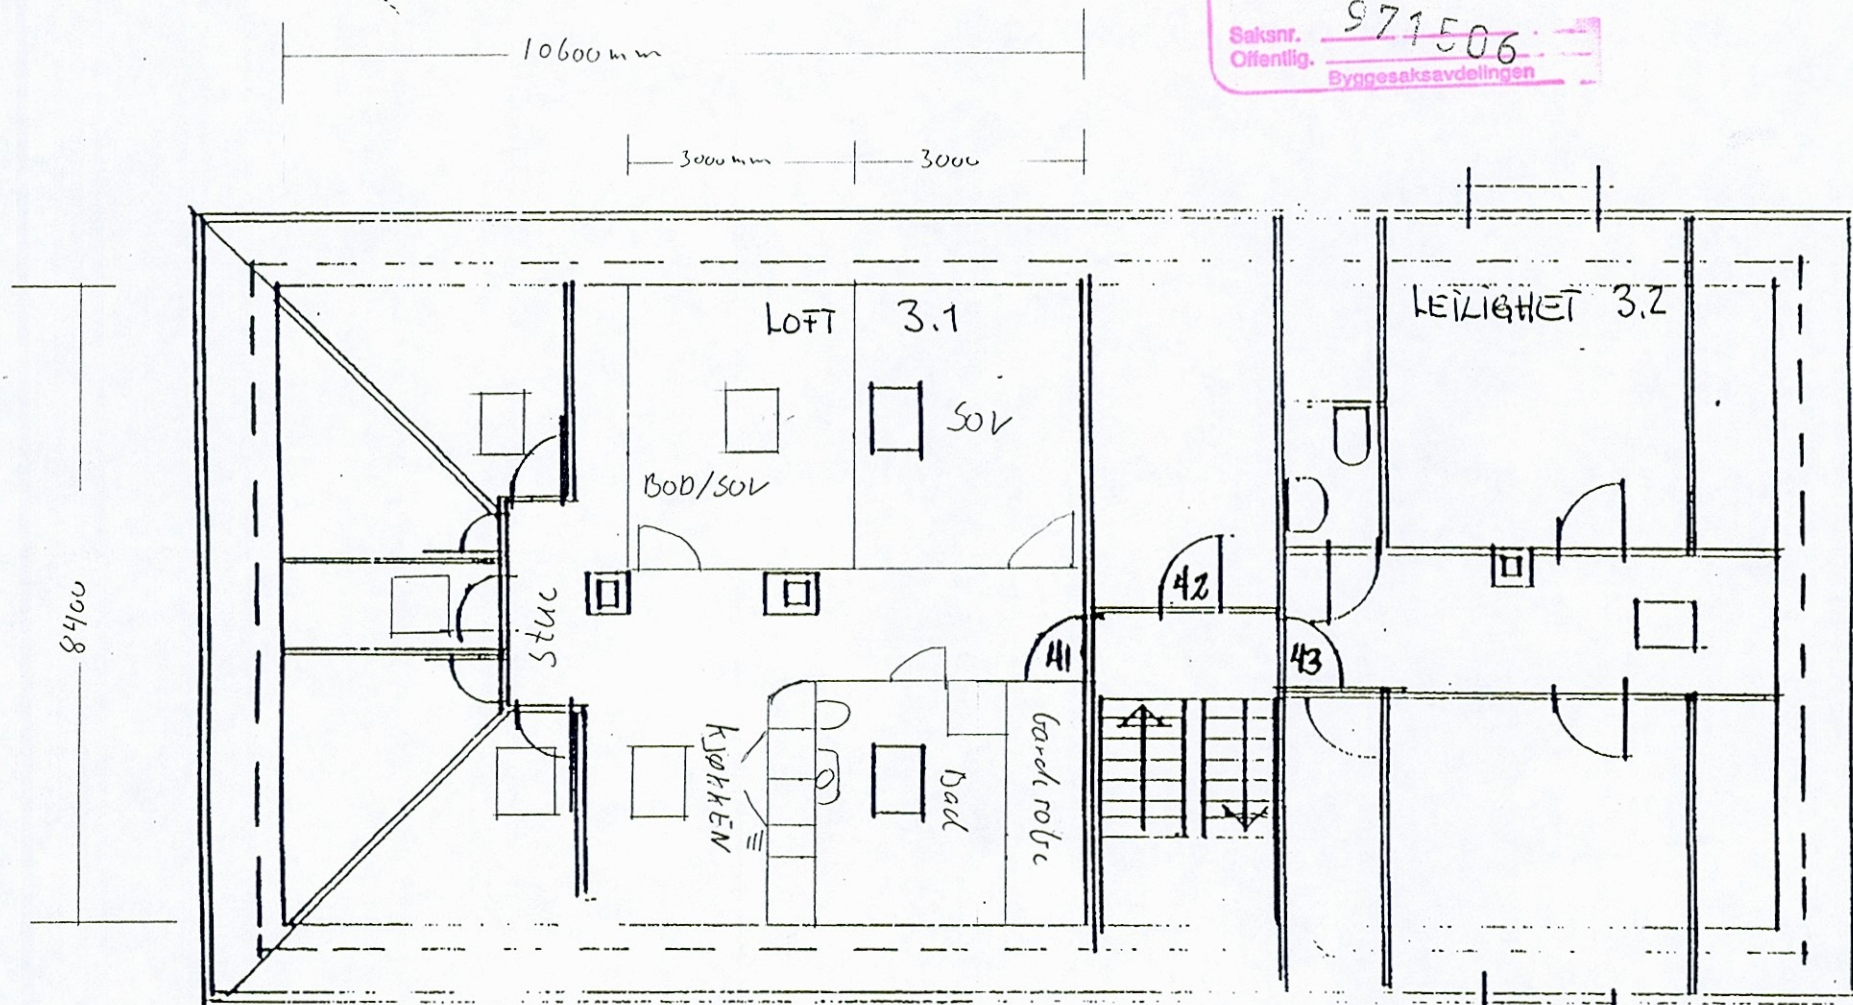 Saksnr. 971506
Offentlig.
Byggesaksavdelingen
10600mm
3000mm
3000
8400
LOFT 3.1
LEILIGHET 3.2
SOV
BOD/SOV
Stue
42
41
43
KJØKKEN
Bad
Garderobe